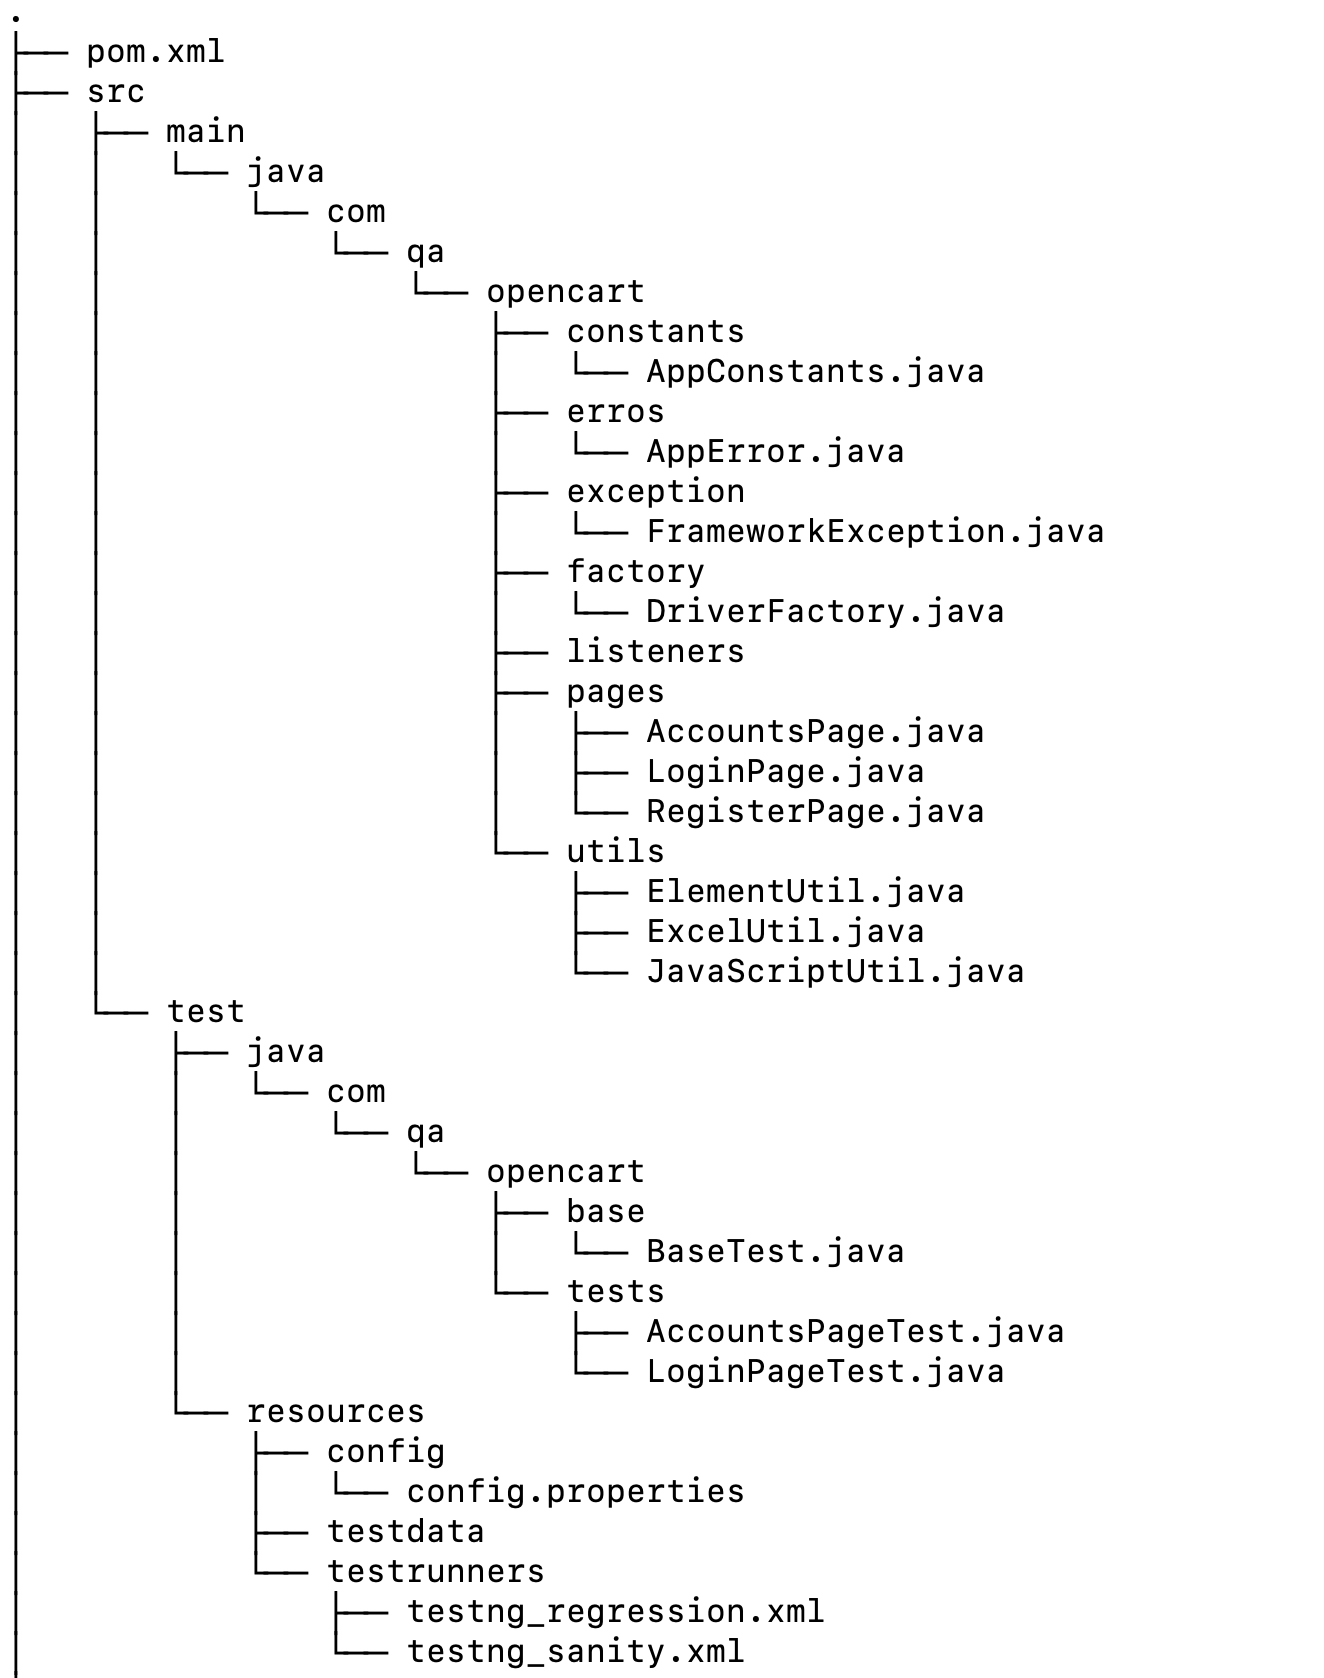 .
├── pom.xml
├── src
│   ├── main
│   │   └── java
│   │       └── com
│   │           └── qa
│   │               └── opencart
│   │                   ├── constants
│   │                   │   └── AppConstants.java
│   │                   ├── erros
│   │                   │   └── AppError.java
│   │                   ├── exception
│   │                   │   └── FrameworkException.java
│   │                   ├── factory
│   │                   │   └── DriverFactory.java
│   │                   ├── listeners
│   │                   ├── pages
│   │                   │   ├── AccountsPage.java
│   │                   │   ├── LoginPage.java
│   │                   │   └── RegisterPage.java
│   │                   └── utils
│   │                       ├── ElementUtil.java
│   │                       ├── ExcelUtil.java
│   │                       └── JavaScriptUtil.java
│   └── test
│       ├── java
│       │   └── com
│       │       └── qa
│       │           └── opencart
│       │               ├── base
│       │               │   └── BaseTest.java
│       │               └── tests
│       │                   ├── AccountsPageTest.java
│       │                   └── LoginPageTest.java
│       └── resources
│           ├── config
│           │   └── config.properties
│           ├── testdata
│           └── testrunners
│               ├── testng_regression.xml
│               └── testng_sanity.xml